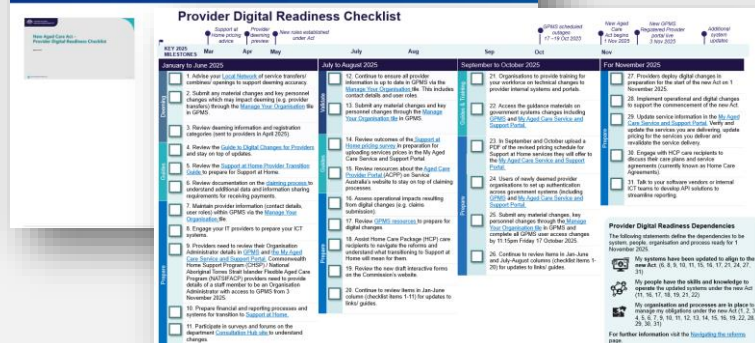 New Aged Care Act –
Provider Digital Readiness Checklist
Provider Digital Readiness Checklist
KEY 2025
MILESTONES
Mar
Support at
Home pricing
advice
Apr
Provider
deeming
preview
May
New roles established
under Act
July
Aug
Sep
Oct
GPMS scheduled
outages
17 –19 Oct 2025
Nov
New Aged
Care
Act begins
1 Nov 2025
New GPMS
Registered Provider
portal live
3 Nov 2025
Additional
system
updates
January to June 2025
Deeming
1. Advise your Local Network of service transfers/
combines/ openings to support deeming accuracy.
2. Submit any material changes and key personnel
changes which may impact deeming (e.g. provider
transfers) through the Manage Your Organisation tile
in GPMS.
3. Review deeming information and registration
categories (sent to providers in April 2025)
Guides
4. Review the Guide to Digital Changes for Providers
and stay on top of updates.
5. Review the Support at Home Provider Transition
Guide to prepare for Support at Home.
6. Review documentation on the claiming process to
understand additional data and information sharing
requirements for receiving payments.
Prepare
7. Maintain provider information (contact details,
user roles) within GPMS via the Manage Your
Organisation tile.
8. Engage your IT providers to prepare your ICT
systems.
9. Providers need to review their Organisation
Administrator details in GPMS and the My Aged
Care Service and Support Portal. Commonwealth
Home Support Program (CHSP)/ National
Aboriginal Torres Strait Islander Flexible Aged Care
Program (NATSIFACP) providers need to provide
details of a staff member to be an Organisation
Administrator with access to GPMS from 3
November 2025.
10. Prepare financial and reporting processes and
systems for transition to Support at Home.
11. Participate in surveys and forums on the
department Consultation Hub site to understand
changes.
July to August 2025
Validate
12. Continue to ensure all provider
information is up to date in GPMS via the
Manage Your Organisation tile. This includes
contact details and user roles
13. Submit any material changes and key
personnel changes through the Manage
Your Organisation tile in GPMS.
14. Review outcomes of the Support at
Home pricing survey in preparation for
uploading services prices in the My Aged
Care Service and Support Portal
15. Review resources about the Aged Care
Provider Portal (ACPP) on Service
Australia's website to stay on top of claiming
processes
Prepare
16. Assess operational impacts resulting
from digital changes (e.g. claims
submission).
17. Review GPMS resources to prepare for
digital changes
18. Assist Home Care Package (HCP) care
recipients to navigate the reforms and
understand what transitioning to Support at
Home will mean for them.
19. Review the new draft interactive forms
on the Commission's website.
20. Continue to review items in Jan-June
column (checklist items 1-11) for updates to
links/ guides.
September to October 2025
Guides & Training
21. Organisations to provide training for
your workforce on changes to provider
internal systems and portals.
22. Access the guidance materials on
government systems changes including
GPMS and My Aged Care Service and
Support Portal.
Prepare
23. In September and October upload a
PDF of the revised pricing schedule for
Support at Home services they will offer to
the My Aged Care Service and Support
Portal.
24. Users of newly deemed provider
organisations to set up authentication
across government systems (including
GPMS and My Aged Care Service and
Support Portal).
25. Submit any material changes, key
personnel changes through the Manage
Your Organisation tile in GPMS and
complete all GPMS user access changes
by 11.15pm Friday 17 October 2025.
26. Continue to review items in Jan-June
and July-August columns (checklist items 1-
20) for updates to links/ guides.
For November 2025
Prepare
27. Providers deploy digital changes in
preparation for the start of the new Act on 1
November 2025.
28. Implement operational and digital changes
to support the commencement of the new Act.
29. Update service information in the My Aged
Care Service and Support Portal. Verify and
update the services you are delivering, update
pricing for the services you deliver and
revalidate the service delivery.
30. Engage with HCP care recipients to
discuss their care plans and service
agreements (currently known as Home Care
Agreements).
31. Talk to your software vendors or internal
ICT teams to develop API solutions to
streamline reporting.
Provider Digital Readiness Dependencies
The following statements define the dependencies to be
system, people, organisation and process ready for 1
November 2025.
My systems have been updated to align to the
new Act. (6, 8, 9, 10, 11, 15, 16, 17, 21, 24, 27,
31)
My people have the skills and knowledge to
operate the updated systems under the new Act
(11, 16, 17, 18, 19, 21, 22)
My organisation and processes are in place to
manage my obligations under the new Act (1, 2, 3,
4, 5, 6, 7, 9, 10, 11, 12, 13, 14, 15, 16, 19, 22, 28,
29, 30, 31)
For further information visit the Navigating the reforms
page